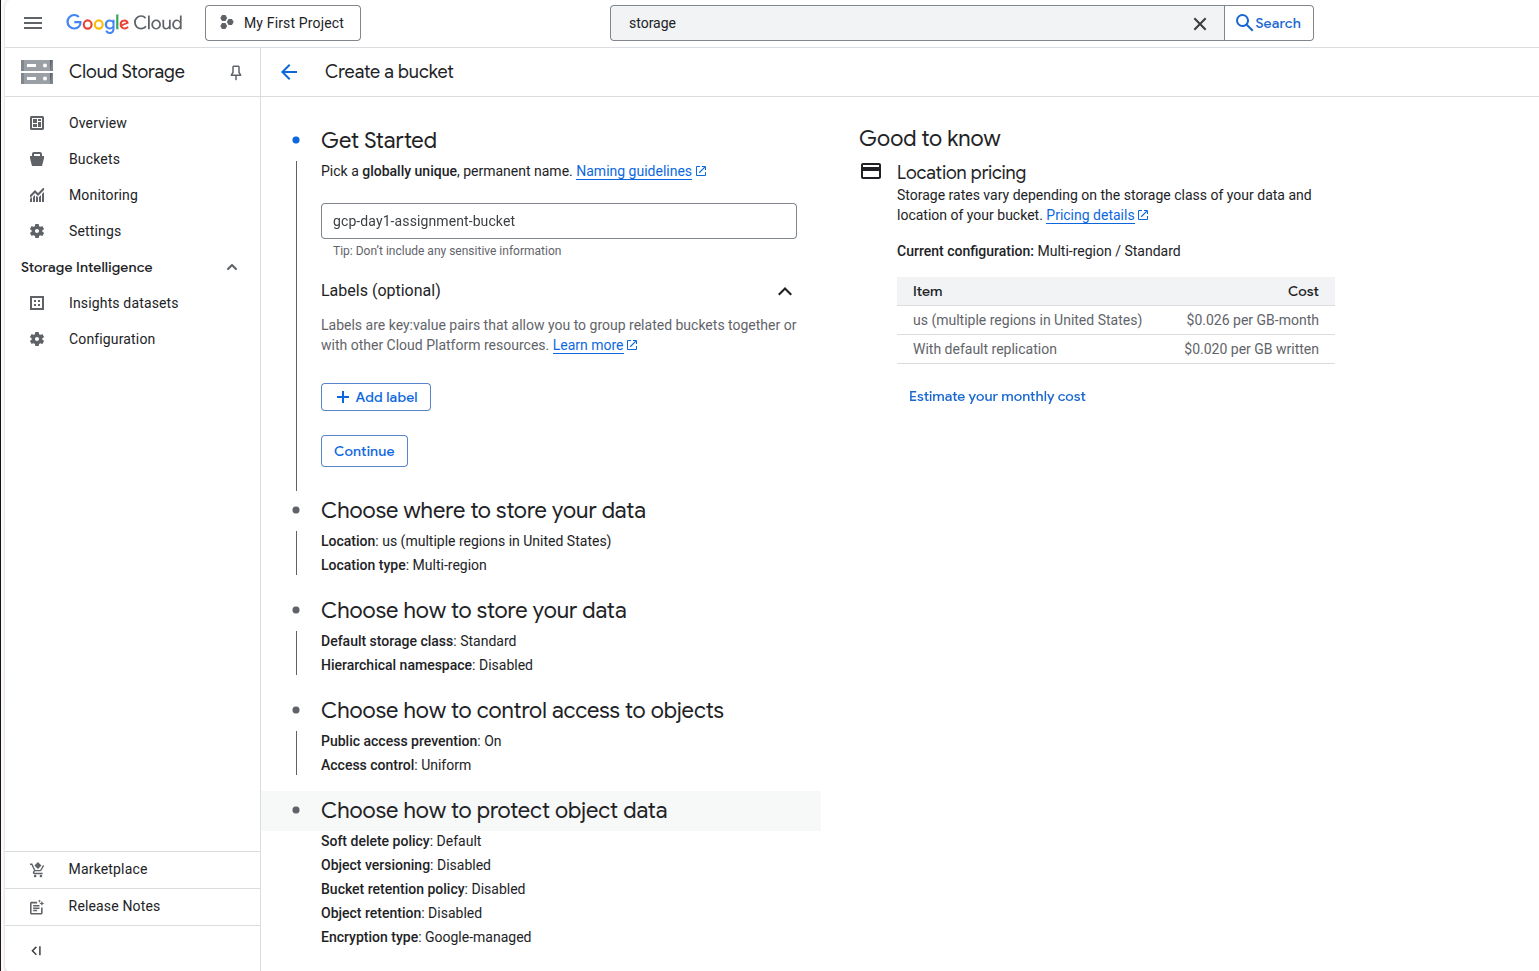 Google Cloud
My First Project
storage
Search
Cloud Storage
Create a bucket
Overview
Buckets
Monitoring
Settings
Storage Intelligence
Insights datasets
Configuration
Marketplace
Release Notes
Get Started
Pick a globally unique, permanent name. Naming guidelines
gcp-day1-assignment-bucket
Tip: Don't include any sensitive information
Labels (optional)
Labels are key:value pairs that allow you to group related buckets together or
with other Cloud Platform resources. Learn more
Add label
Continue
Choose where to store your data
Location: us (multiple regions in United States)
Location type: Multi-region
Choose how to store your data
Default storage class: Standard
Hierarchical namespace: Disabled
Choose how to control access to objects
Public access prevention: On
Access control: Uniform
Choose how to protect object data
Soft delete policy: Default
Object versioning: Disabled
Bucket retention policy: Disabled
Object retention: Disabled
Encryption type: Google-managed
Good to know
Location pricing
Storage rates vary depending on the storage class of your data and
location of your bucket. Pricing details
Current configuration: Multi-region / Standard
Item Cost
us (multiple regions in United States) $0.026 per GB-month
With default replication $0.020 per GB written
Estimate your monthly cost